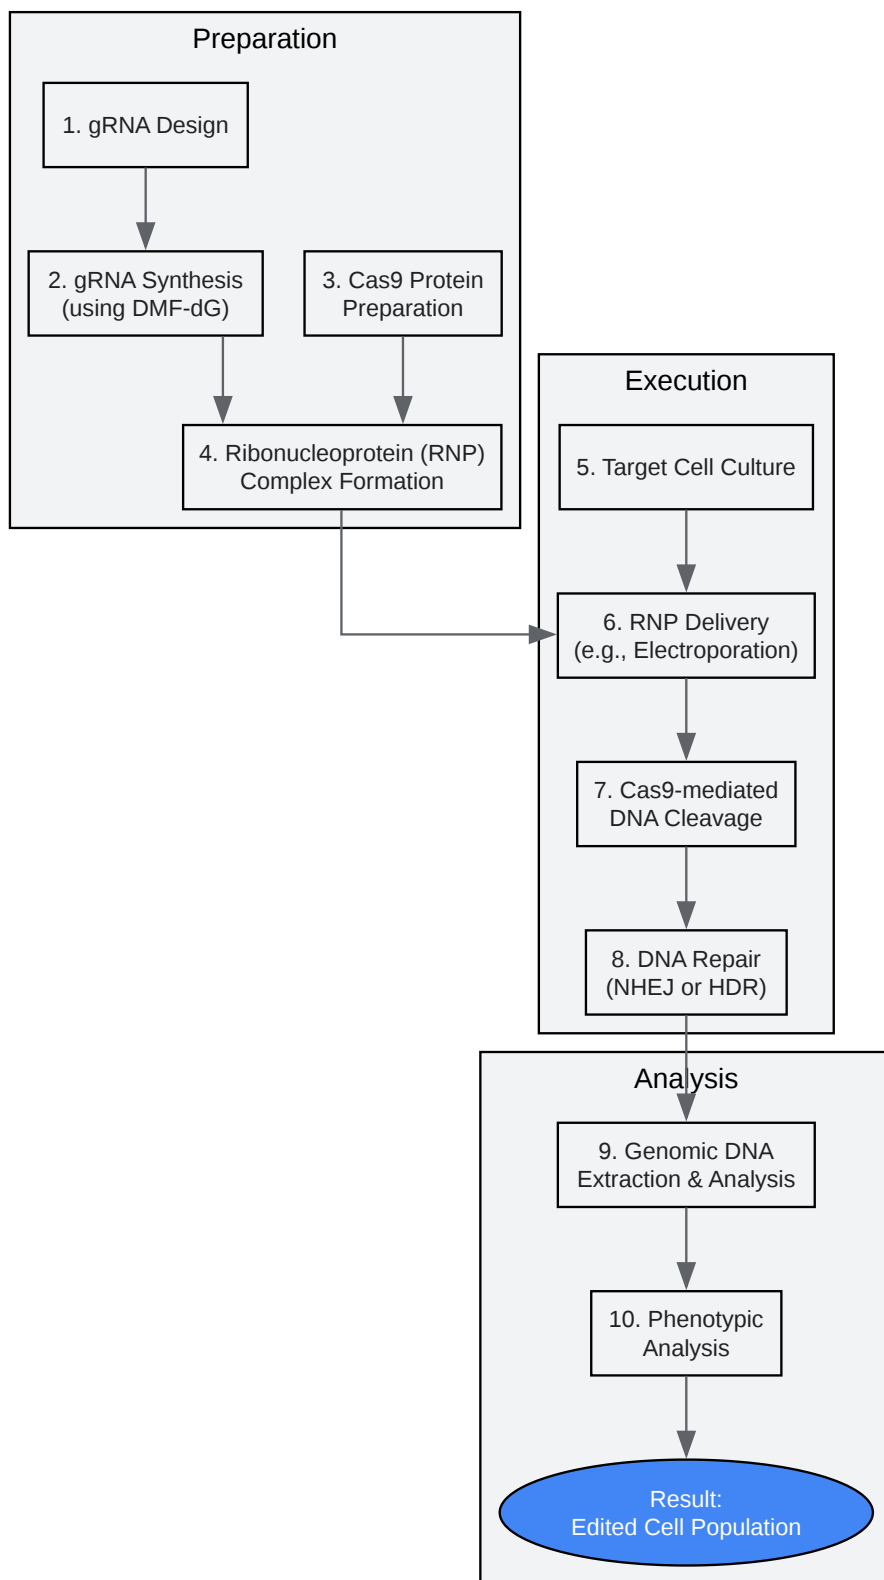 Preparation
1. gRNA Design
2. gRNA Synthesis
(using DMF-dG)
3. Cas9 Protein
Preparation
4. Ribonucleoprotein (RNP)
Complex Formation
Execution
5. Target Cell Culture
6. RNP Delivery
(e.g., Electroporation)
7. Cas9-mediated
DNA Cleavage
8. DNA Repair
(NHEJ or HDR)
Analysis
9. Genomic DNA
Extraction & Analysis
10. Phenotypic
Analysis
Result:
Edited Cell Population